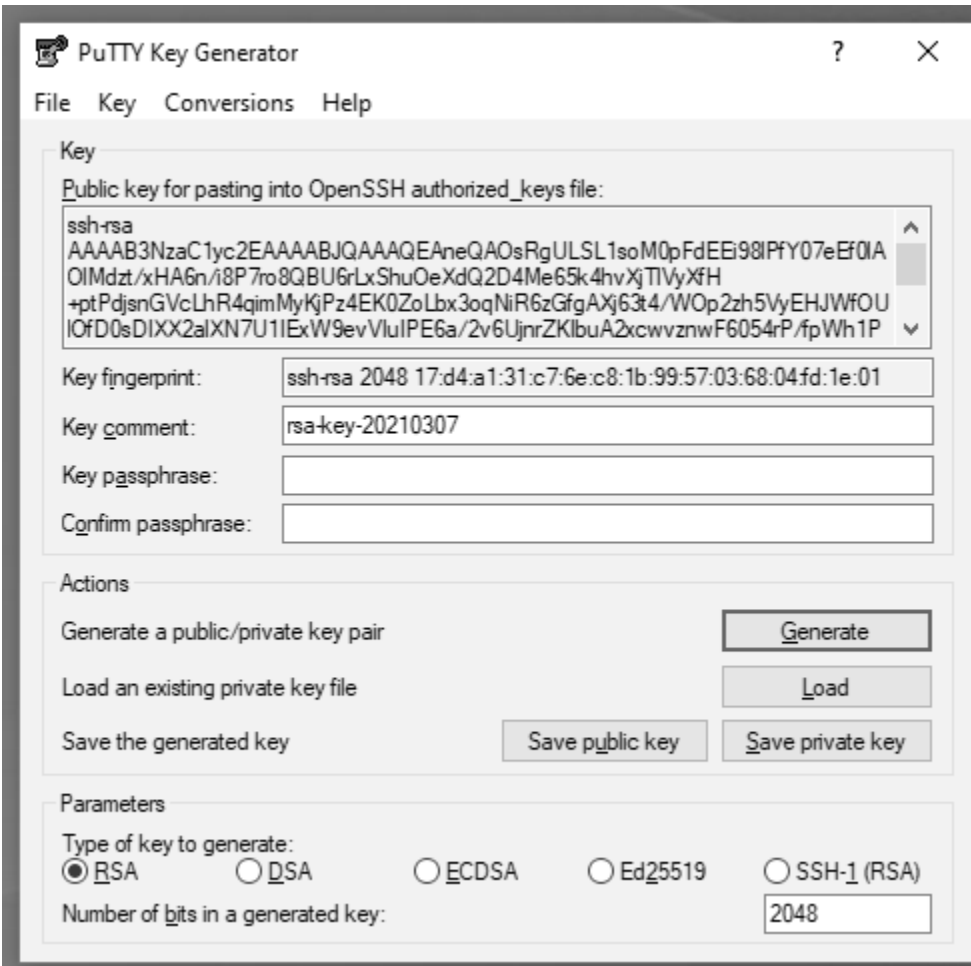 PuTTY Key Generator ?
File Key Conversions Help
Key
Public key for pasting into OpenSSH authorized_keys file:
ssh-rsa
AAAAB3NzaC1yc2EAAAABJQAAAQEAneQAOsRgULSL1soM0pFdEEi98lPfY07eEf0lA
OlMdzt/xHA6n/i8P7ro8QBU6rLxShuOeXdQ2D4Me65k4hvXjTlVyXfH
+ptPdjsnGVcLhR4qimMyKjPz4EK0ZoLbx3oqNiR6zGfgAXj63t4/WOp2zh5VyEHJWfOU
lOfD0sDIXX2alXN7U1IExW9evVluIPE6a/2v6UjnrZKlbuA2xcwvznwF6054rP/fpWh1P
Key fingerprint: ssh-rsa 2048 17:d4:a1:31:c7:6e:c8:1b:99:57:03:68:04:fd:1e:01
Key comment: rsa-key-20210307
Key passphrase:
Confirm passphrase:
Actions
Generate a public/private key pair Generate
Load an existing private key file Load
Save the generated key Save public key Save private key
Parameters
Type of key to generate:
RSA DSA ECDSA Ed25519 SSH-1 (RSA)
Number of bits in a generated key: 2048